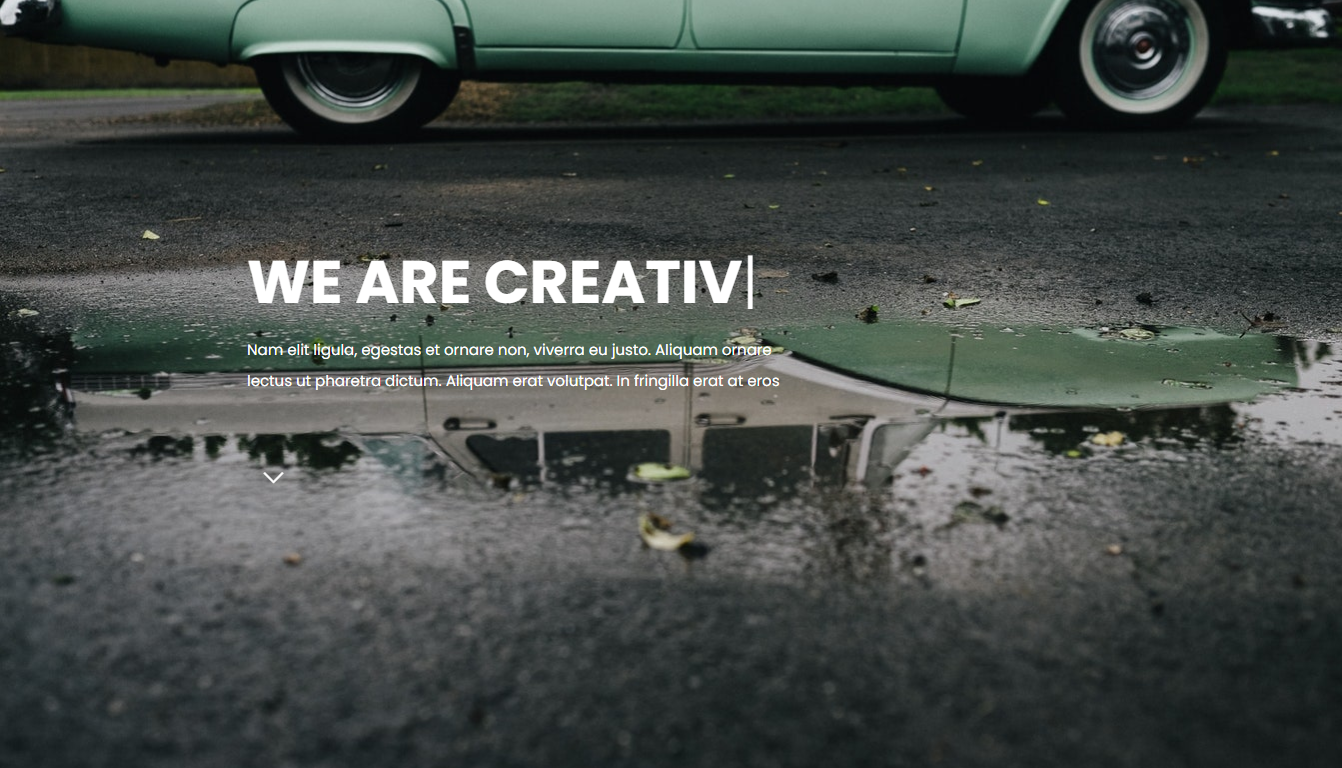 WE ARE CREATIV|
Nam elit ligula, egestas et ornare non, viverra eu justo. Aliquam ornare
lectus ut pharetra dictum. Aliquam erat volutpat. In fringilla erat at eros